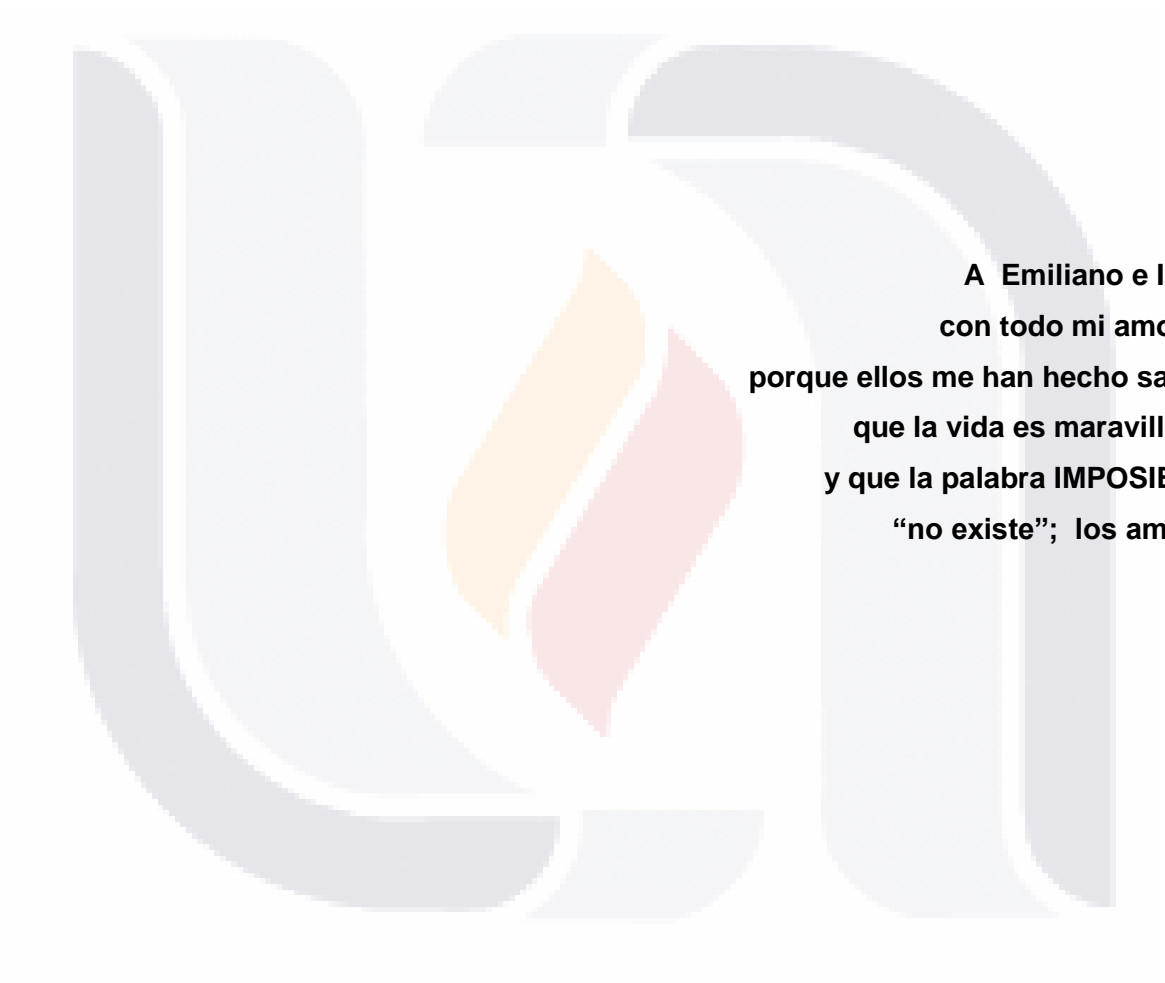 A Emiliano e
con todo mi
porque ellos me han hecho
que la vida es
y que la palabra
“no existe”; los